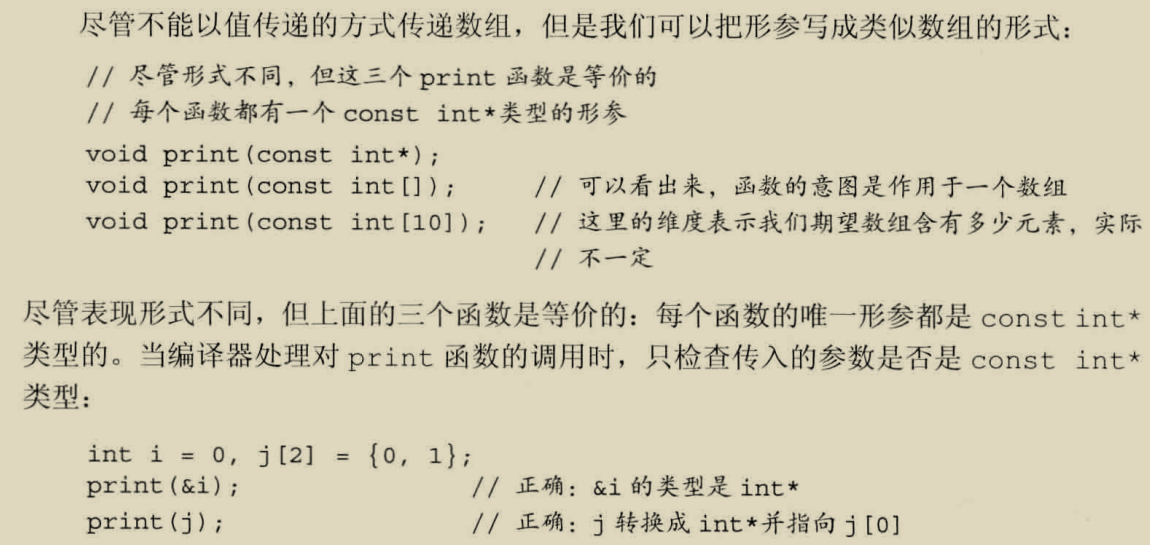 尽管不能以值传递的方式传递数组，但是我们可以把形参写成类似数组的形式：
// 尽管形式不同，但这三个 print 函数是等价的
// 每个函数都有一个 const int*类型的形参
void print(const int*);
void print(const int[]);    // 可以看出来，函数的意图是作用于一个数组
void print(const int[10]);    // 这里的维度表示我们期望数组含有多少元素，实际
// 不一定
尽管表现形式不同，但上面的三个函数是等价的：每个函数的唯一形参都是 const int*
类型的。当编译器处理对 print 函数的调用时，只检查传入的参数是否是 const int*
类型：
int i = 0, j[2] = {0, 1};
print(&i);    // 正确：&i 的类型是 int*
print(j);    // 正确：j 转换成 int*并指向 j[0]